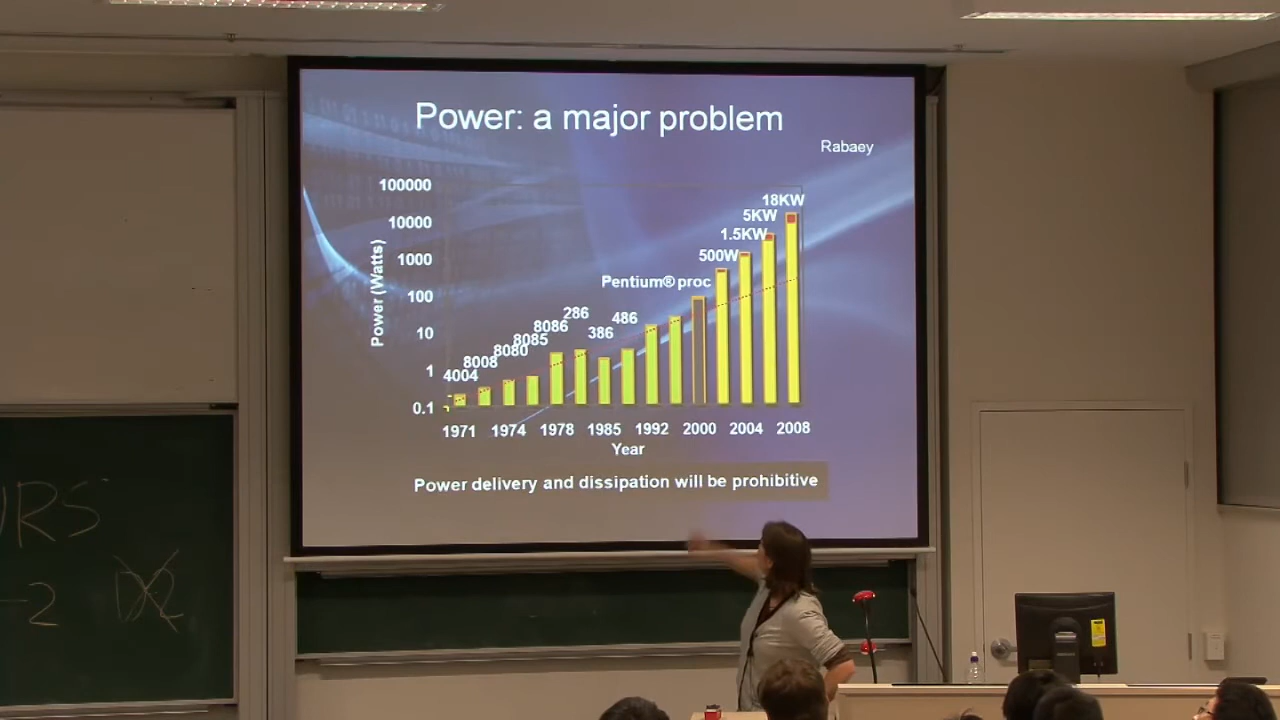 Power: a major problem
Rabaey
100000
10000
1000
100
10
1
0.1
Power (Watts)
4004
8008
8080
8085
8086
286
386
486
Pentium® proc
500W
1.5KW
5KW
18KW
1971 1974 1978 1985 1992 2000 2004 2008
Year
Power delivery and dissipation will be prohibitive
URS
-2